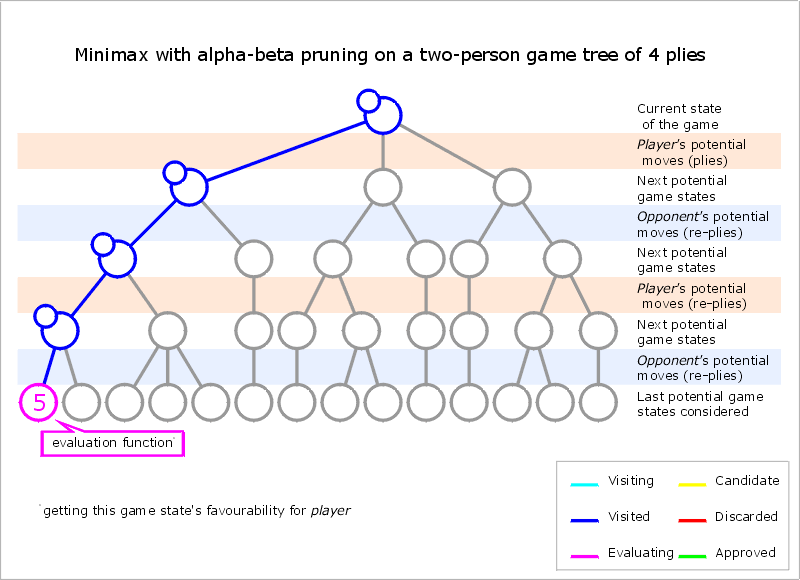 Minimax with alpha-beta pruning on a two-person game tree of 4 plies
Current state
of the game
Player's potential
moves (plies)
Next potential
game states
Opponent's potential
moves (re-plies)
Next potential
game states
Player's potential
moves (re-plies)
Next potential
game states
Opponent's potential
moves (re-plies)
5
Last potential game
states considered
evaluation function*
*getting this game state's favourability for player
Visiting
Candidate
Visited
Discarded
Evaluating
Approved